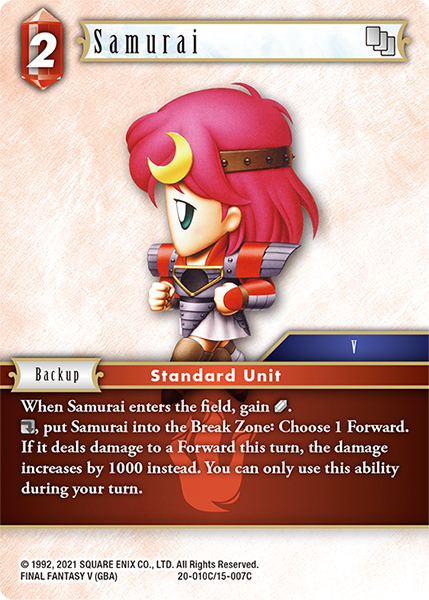 2
Samurai
V
Backup
Standard Unit
When Samurai enters the field, gain .
, put Samurai into the Break Zone: Choose 1 Forward.
If it deals damage to a Forward this turn, the damage
increases by 1000 instead. You can only use this ability
during your turn.
© 1992, 2021 SQUARE ENIX CO., LTD. All Rights Reserved.
FINAL FANTASY V (GBA)
20-010C/15-007C